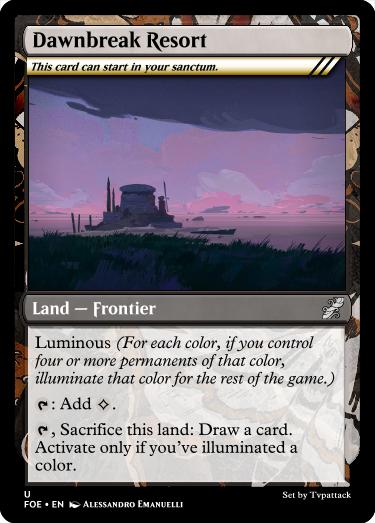 Dawnbreak Resort
This card can start in your sanctum.
Land — Frontier
Luminous (For each color, if you control
four or more permanents of that color,
illuminate that color for the rest of the game.)
: Add .
, Sacrifice this land: Draw a card.
Activate only if you've illuminated a
color.
U
FOE • EN Alessandro Emanuelli
Set by Tvpattack